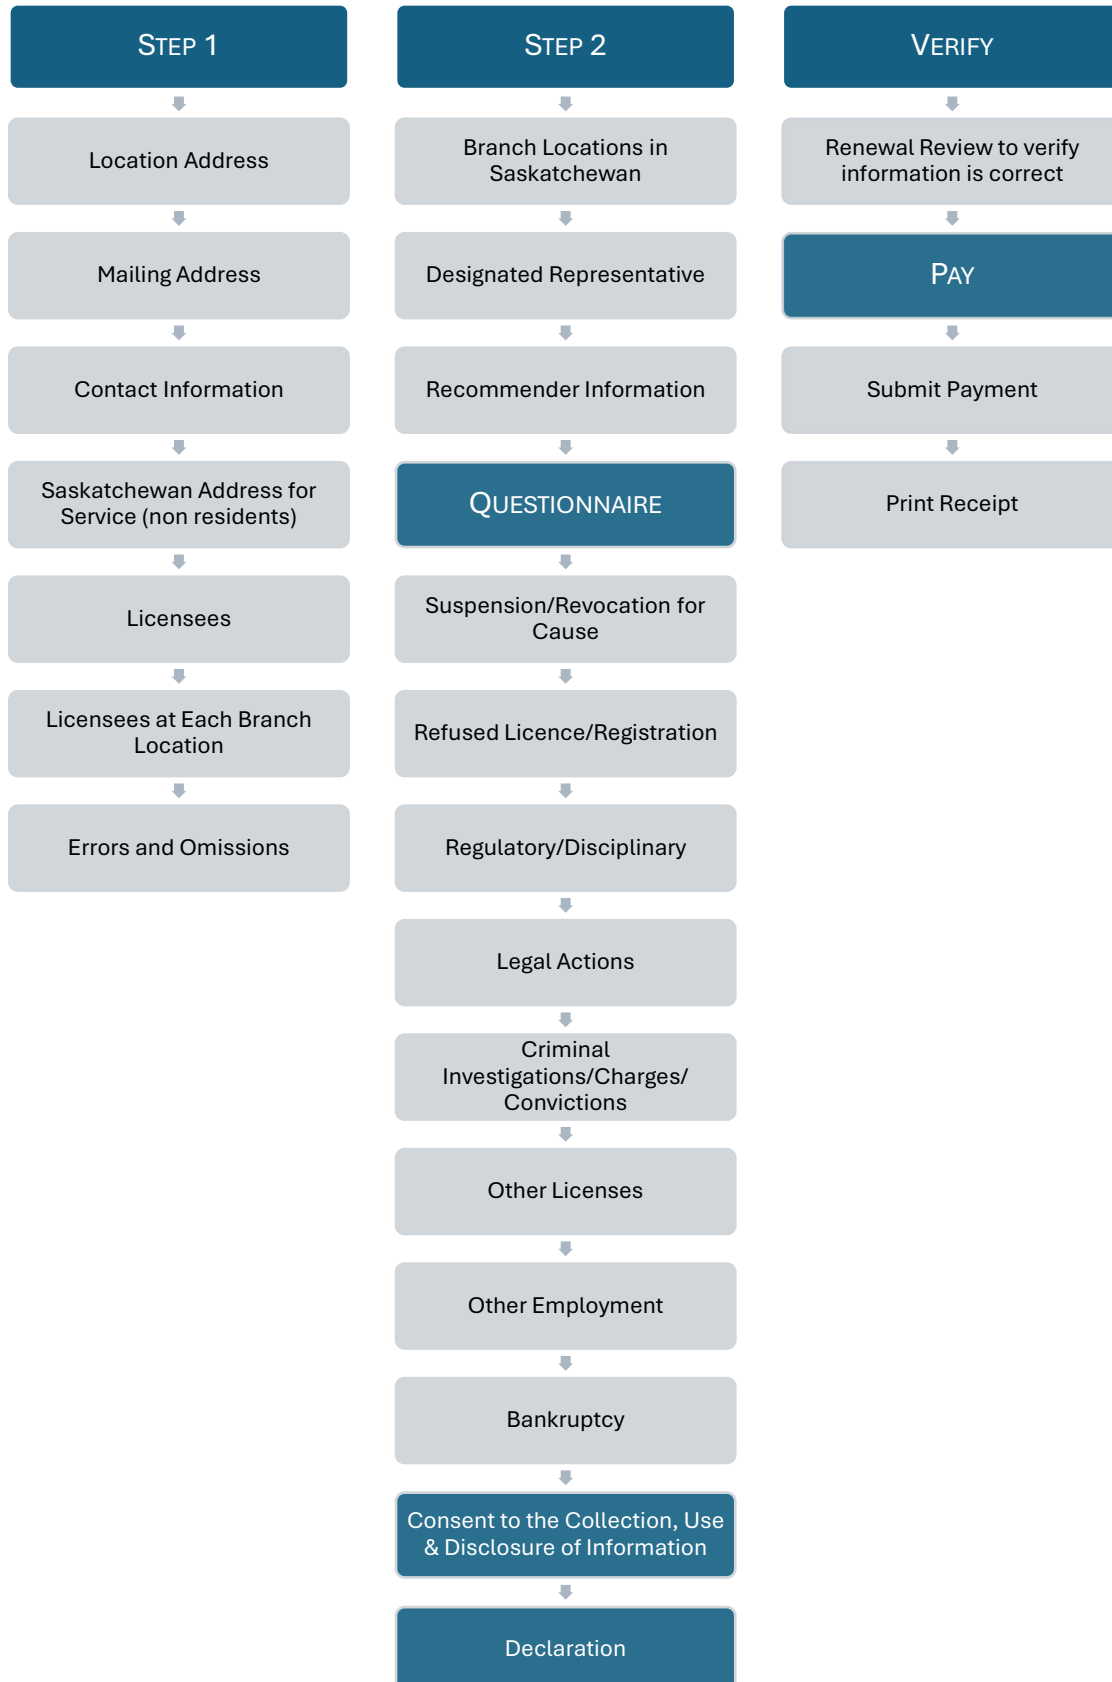 STEP 1
Location Address
Mailing Address
Contact Information
Saskatchewan Address for
Service (non residents)
Licensees
Licensees at Each Branch
Location
Errors and Omissions
STEP 2
Branch Locations in
Saskatchewan
Designated Representative
Recommender Information
QUESTIONNAIRE
Suspension/Revocation for
Cause
Refused Licence/Registration
Regulatory/Disciplinary
Legal Actions
Criminal
Investigations/Charges/
Convictions
Other Licenses
Other Employment
Bankruptcy
Consent to the Collection, Use
& Disclosure of Information
Declaration
VERIFY
Renewal Review to verify
information is correct
PAY
Submit Payment
Print Receipt